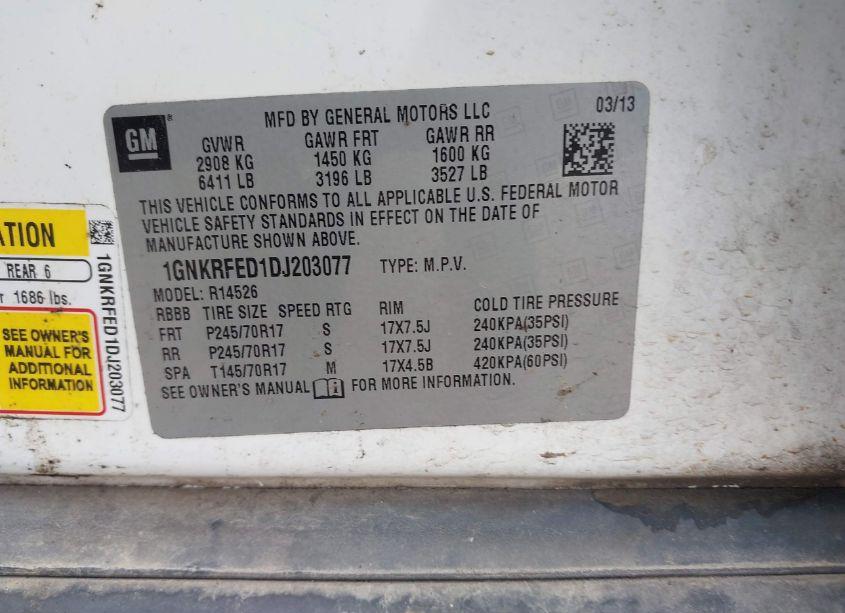 GM
®
MFD BY GENERAL MOTORS LLC
03/13
GVWR GAWR FRT GAWR RR
2908 KG 1450 KG 1600 KG
6411 LB 3196 LB 3527 LB
THIS VEHICLE CONFORMS TO ALL APPLICABLE U.S. FEDERAL MOTOR
VEHICLE SAFETY STANDARDS IN EFFECT ON THE DATE OF
MANUFACTURE SHOWN ABOVE.
1GNKRFED1DJ203077 TYPE: M.P.V.
MODEL: R14526
RBBB TIRE SIZE SPEED RTG RIM COLD TIRE PRESSURE
FRT P245/70R17 S 17X7.5J 240KPA(35PSI)
RR P245/70R17 S 17X7.5J 240KPA(35PSI)
SPA T145/70R17 M 17X4.5B 420KPA(60PSI)
SEE OWNER'S MANUAL FOR MORE INFORMATION.
ATION
REAR 6
r 1686 lbs.
SEE OWNER'S
MANUAL FOR
ADDITIONAL
INFORMATION
1GNKRFED1DJ203077